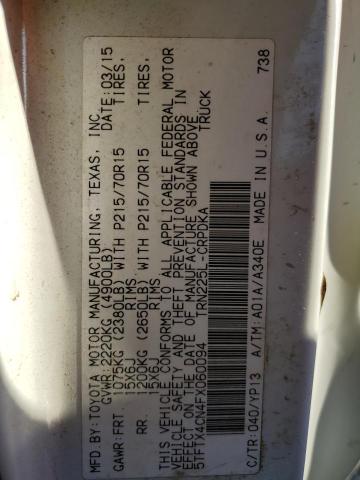 MFD.BY:TOYOTA MOTOR MANUFACTURING, TEXAS, INC.
GVWR:2220KG (4900LB) DATE:03/15
GAWR:FRT. 1075KG (2380LB) WITH P215/70R15 TIRES,
15X6J RIMS
RR. 1200KG (2650LB) WITH P215/70R15 TIRES,
15X6J RIMS
THIS VEHICLE CONFORMS TO ALL APPLICABLE FEDERAL MOTOR
VEHICLE SAFETY AND THEFT PREVENTION STANDARDS IN
EFFECT ON THE DATE OF MANUFACTURE SHOWN ABOVE
5TFTX4CN4FX060094 TRUCK
TRN225L-CRPDKA
C/TR:040/YP13 A/TM:A01A/A340E MADE IN U.S.A. 738